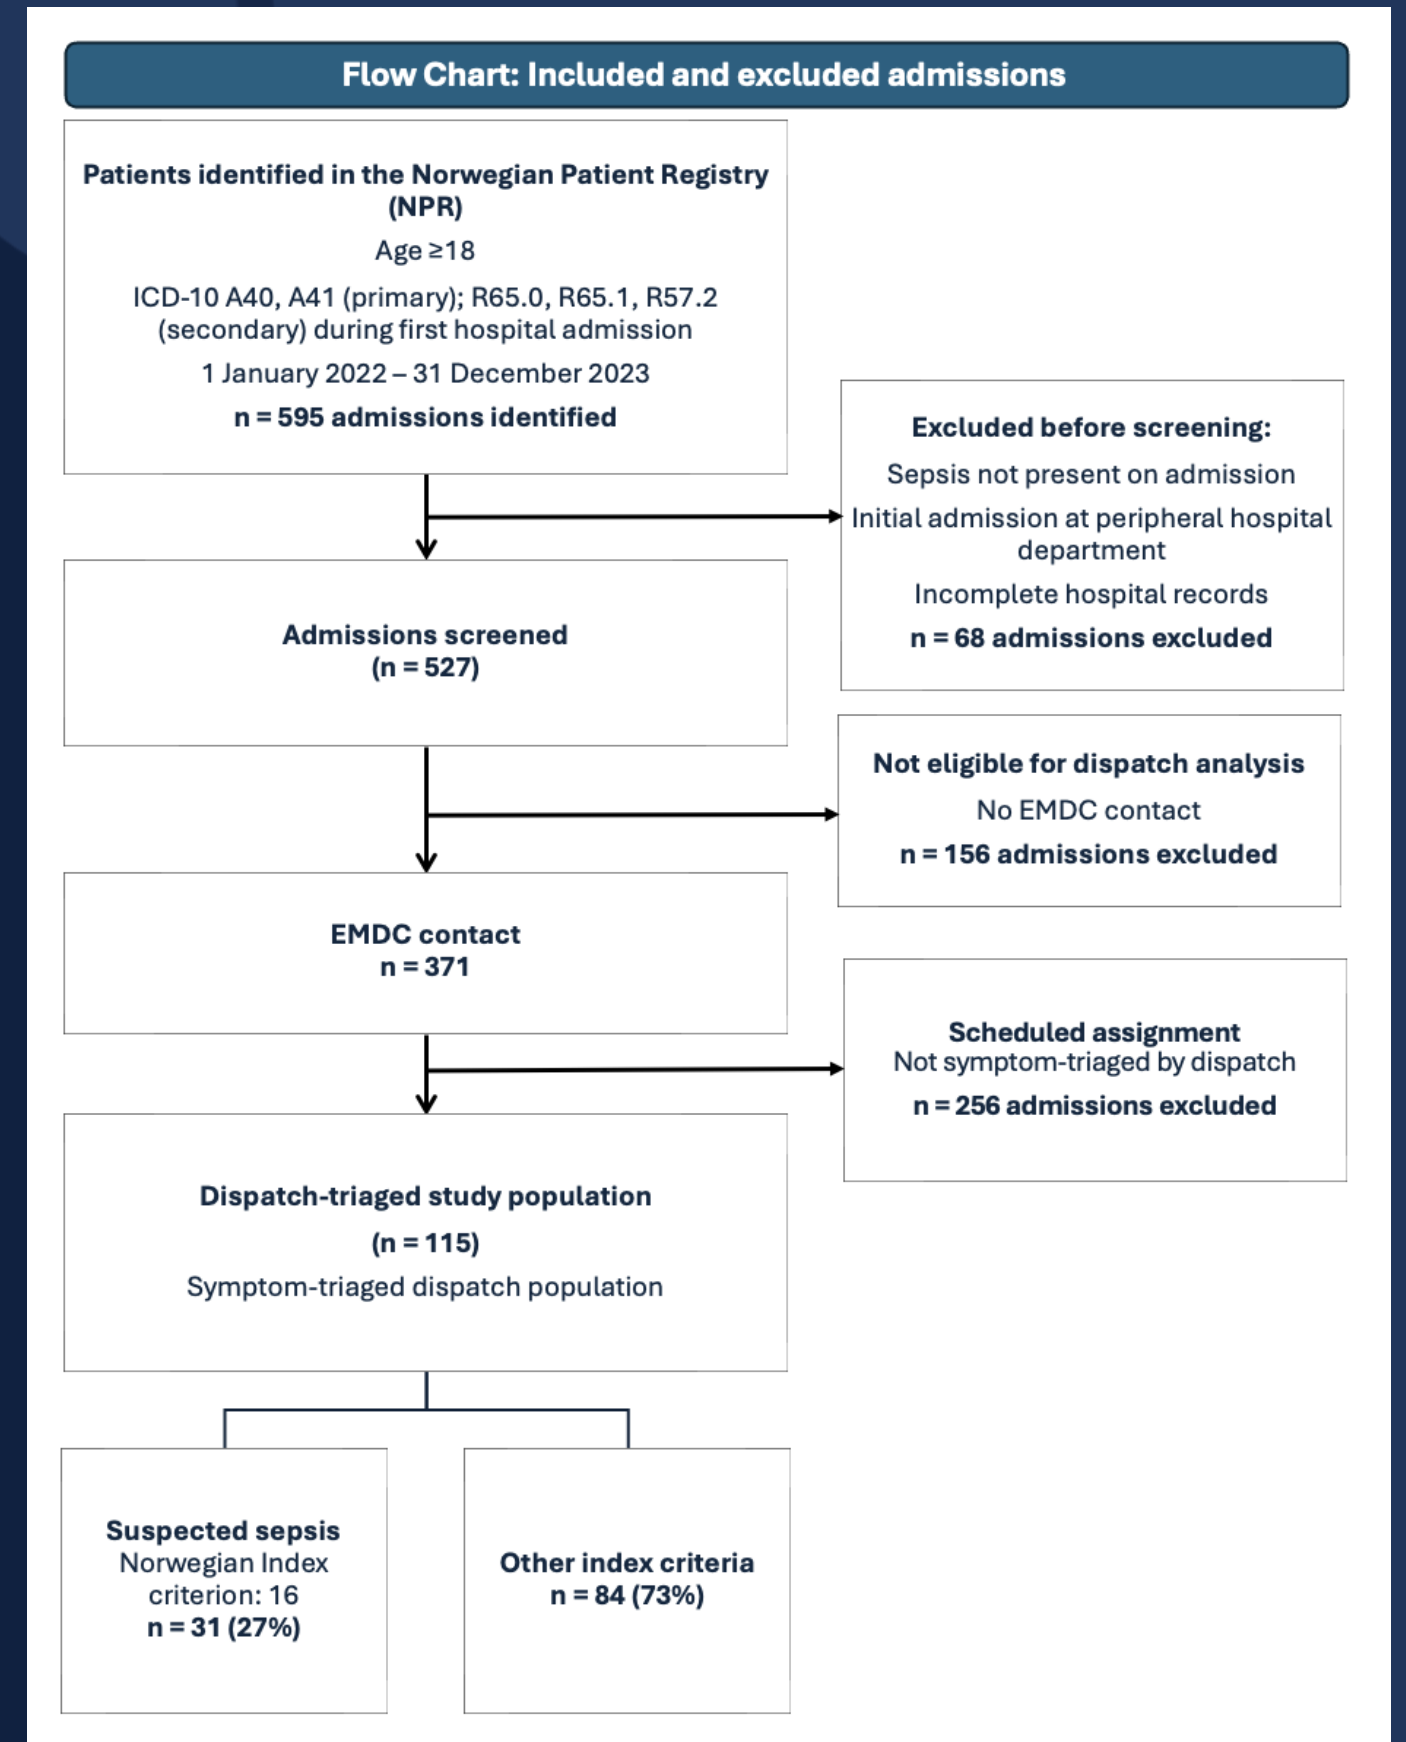 Flow Chart: Included and excluded admissions
Patients identified in the Norwegian Patient Registry
(NPR)
Age ≥18
ICD-10 A40, A41 (primary); R65.0, R65.1, R57.2
(secondary) during first hospital admission
1 January 2022 – 31 December 2023
n = 595 admissions identified
Excluded before screening:
Sepsis not present on admission
Initial admission at peripheral hospital
department
Incomplete hospital records
n = 68 admissions excluded
Admissions screened
(n = 527)
Not eligible for dispatch analysis
No EMDC contact
n = 156 admissions excluded
EMDC contact
n = 371
Scheduled assignment
Not symptom-triaged by dispatch
n = 256 admissions excluded
Dispatch-triaged study population
(n = 115)
Symptom-triaged dispatch population
Suspected sepsis
Norwegian Index
criterion: 16
n = 31 (27%)
Other index criteria
n = 84 (73%)